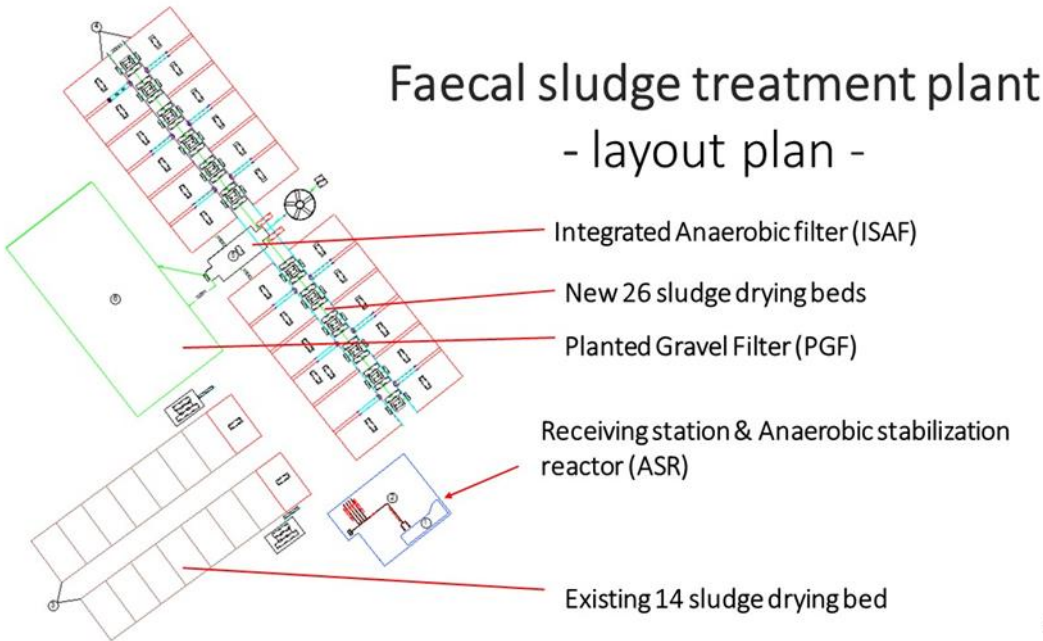 Faecal sludge treatment plant
- layout plan -
Integrated Anaerobic filter (ISAF)
New 26 sludge drying beds
Planted Gravel Filter (PGF)
Receiving station & Anaerobic stabilization
reactor (ASR)
Existing 14 sludge drying bed